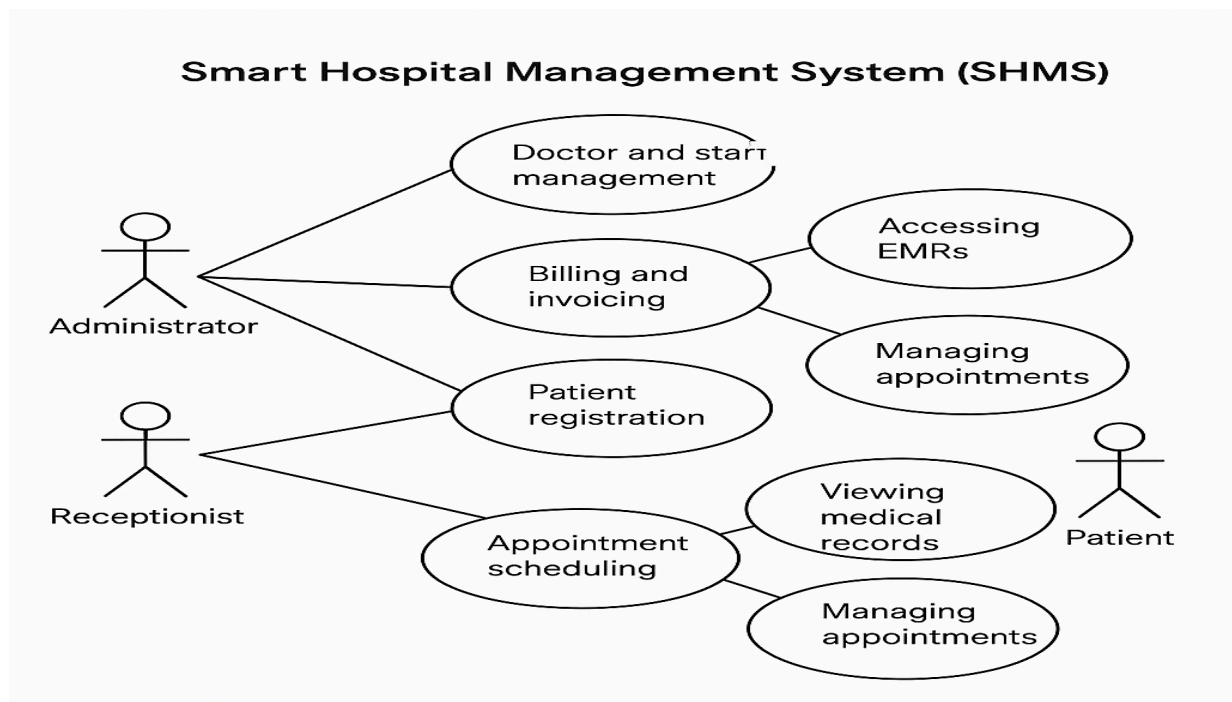 Smart Hospital Management System (SHMS)
Doctor and start
management
Accessing
EMRs
Billing and
invoicing
Administrator
Managing
appointments
Patient
registration
Receptionist
Viewing
medical
records
Patient
Appointment
scheduling
Managing
appointments